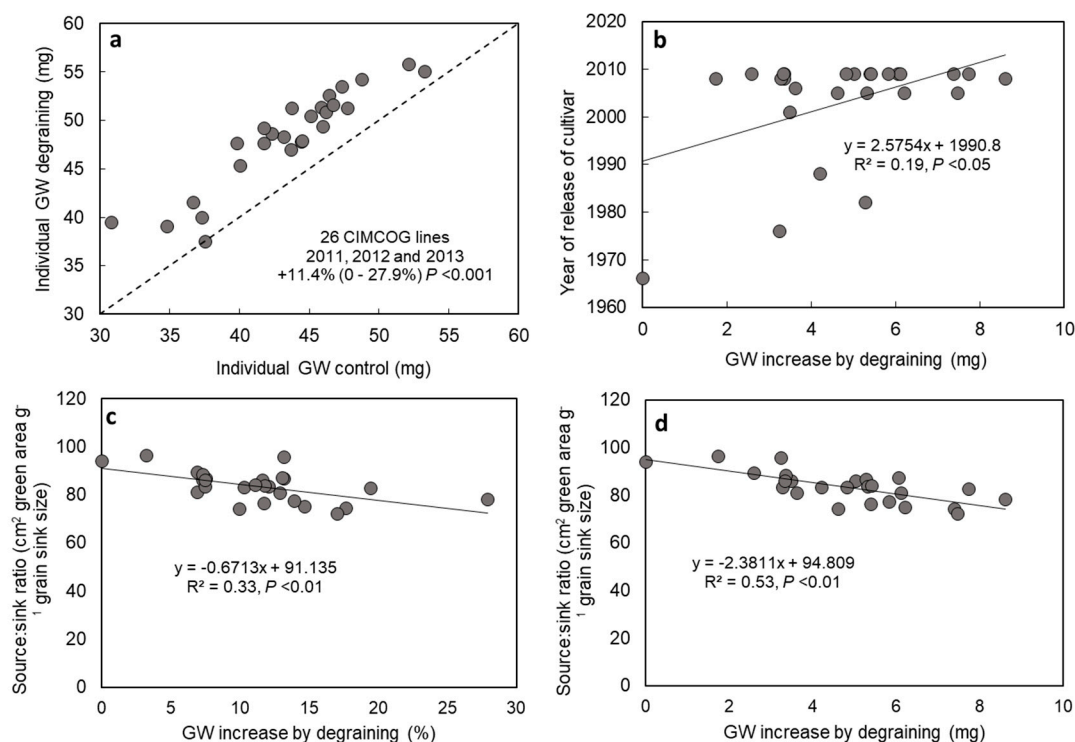 a
60
55
50
45
40
35
30
30
40
50
60
Individual GW degraining (mg)
Individual GW control (mg)
26 CIMCOG lines
2011, 2012 and 2013
+11.4% (0 - 27.9%) P <0.001
b
2020
2010
2000
1990
1980
1970
1960
0
2
4
6
8
10
Year of release of cultivar
GW increase by degraining (mg)
y = 2.5754x + 1990.8
R² = 0.19, P <0.05
c
120
100
80
60
40
20
0
0
5
10
15
20
25
30
Source:sink ratio (cm² green area g⁻
¹ grain sink size)
GW increase by degraining (%)
y = -0.6713x + 91.135
R² = 0.33, P <0.01
d
120
100
80
60
40
20
0
0
2
4
6
8
10
Source:sink ratio (cm² green area g⁻
¹ grain sink size)
GW increase by degraining (mg)
y = -2.3811x + 94.809
R² = 0.53, P <0.01